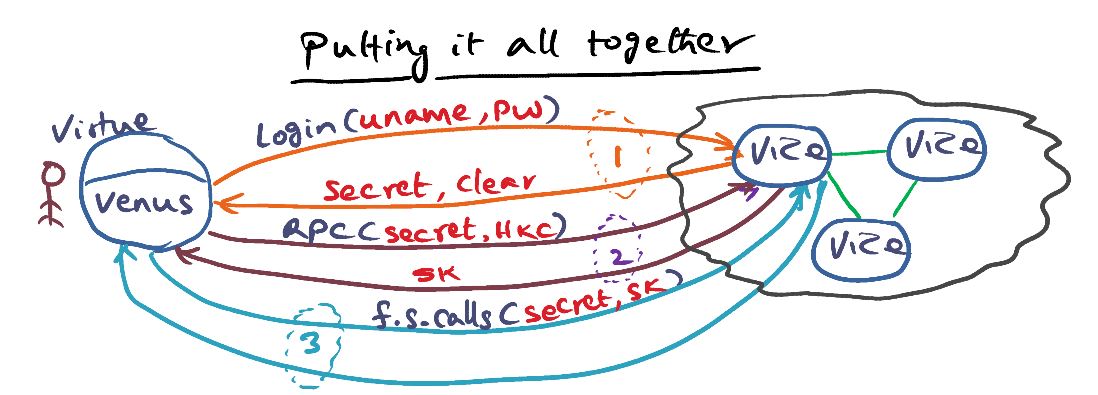 Putting it all together
Virtue
Login(uname,pw)
1
Vice
Vice
Venus
Secret, Clear
RPC(secret, HKC)
2
Vice
SK
f.s.calls(secret,sk)
3